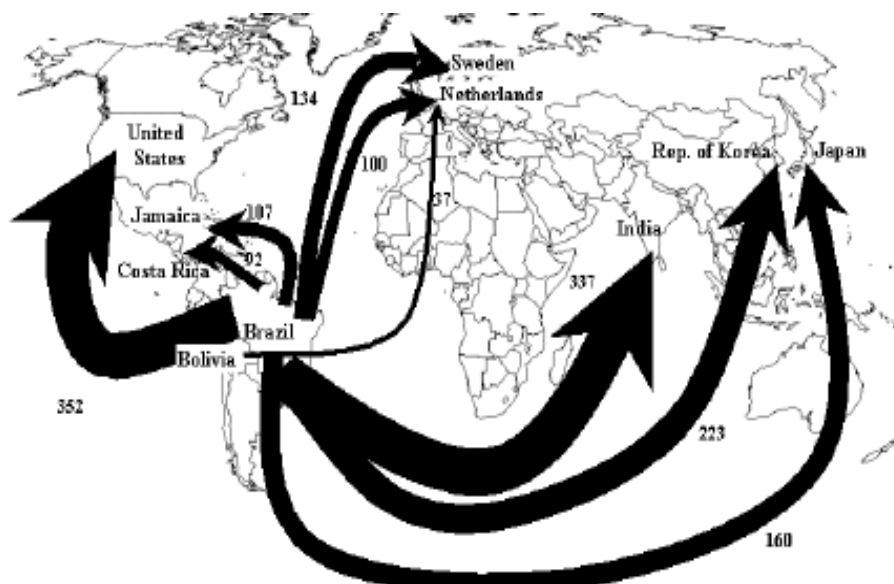 Sweden
134
Netherlands
United
States
100
Rep. of Korea
Japan
37
Jamaica
107
India
Costa Rica
92
337
Brazil
Bolivia
352
223
160